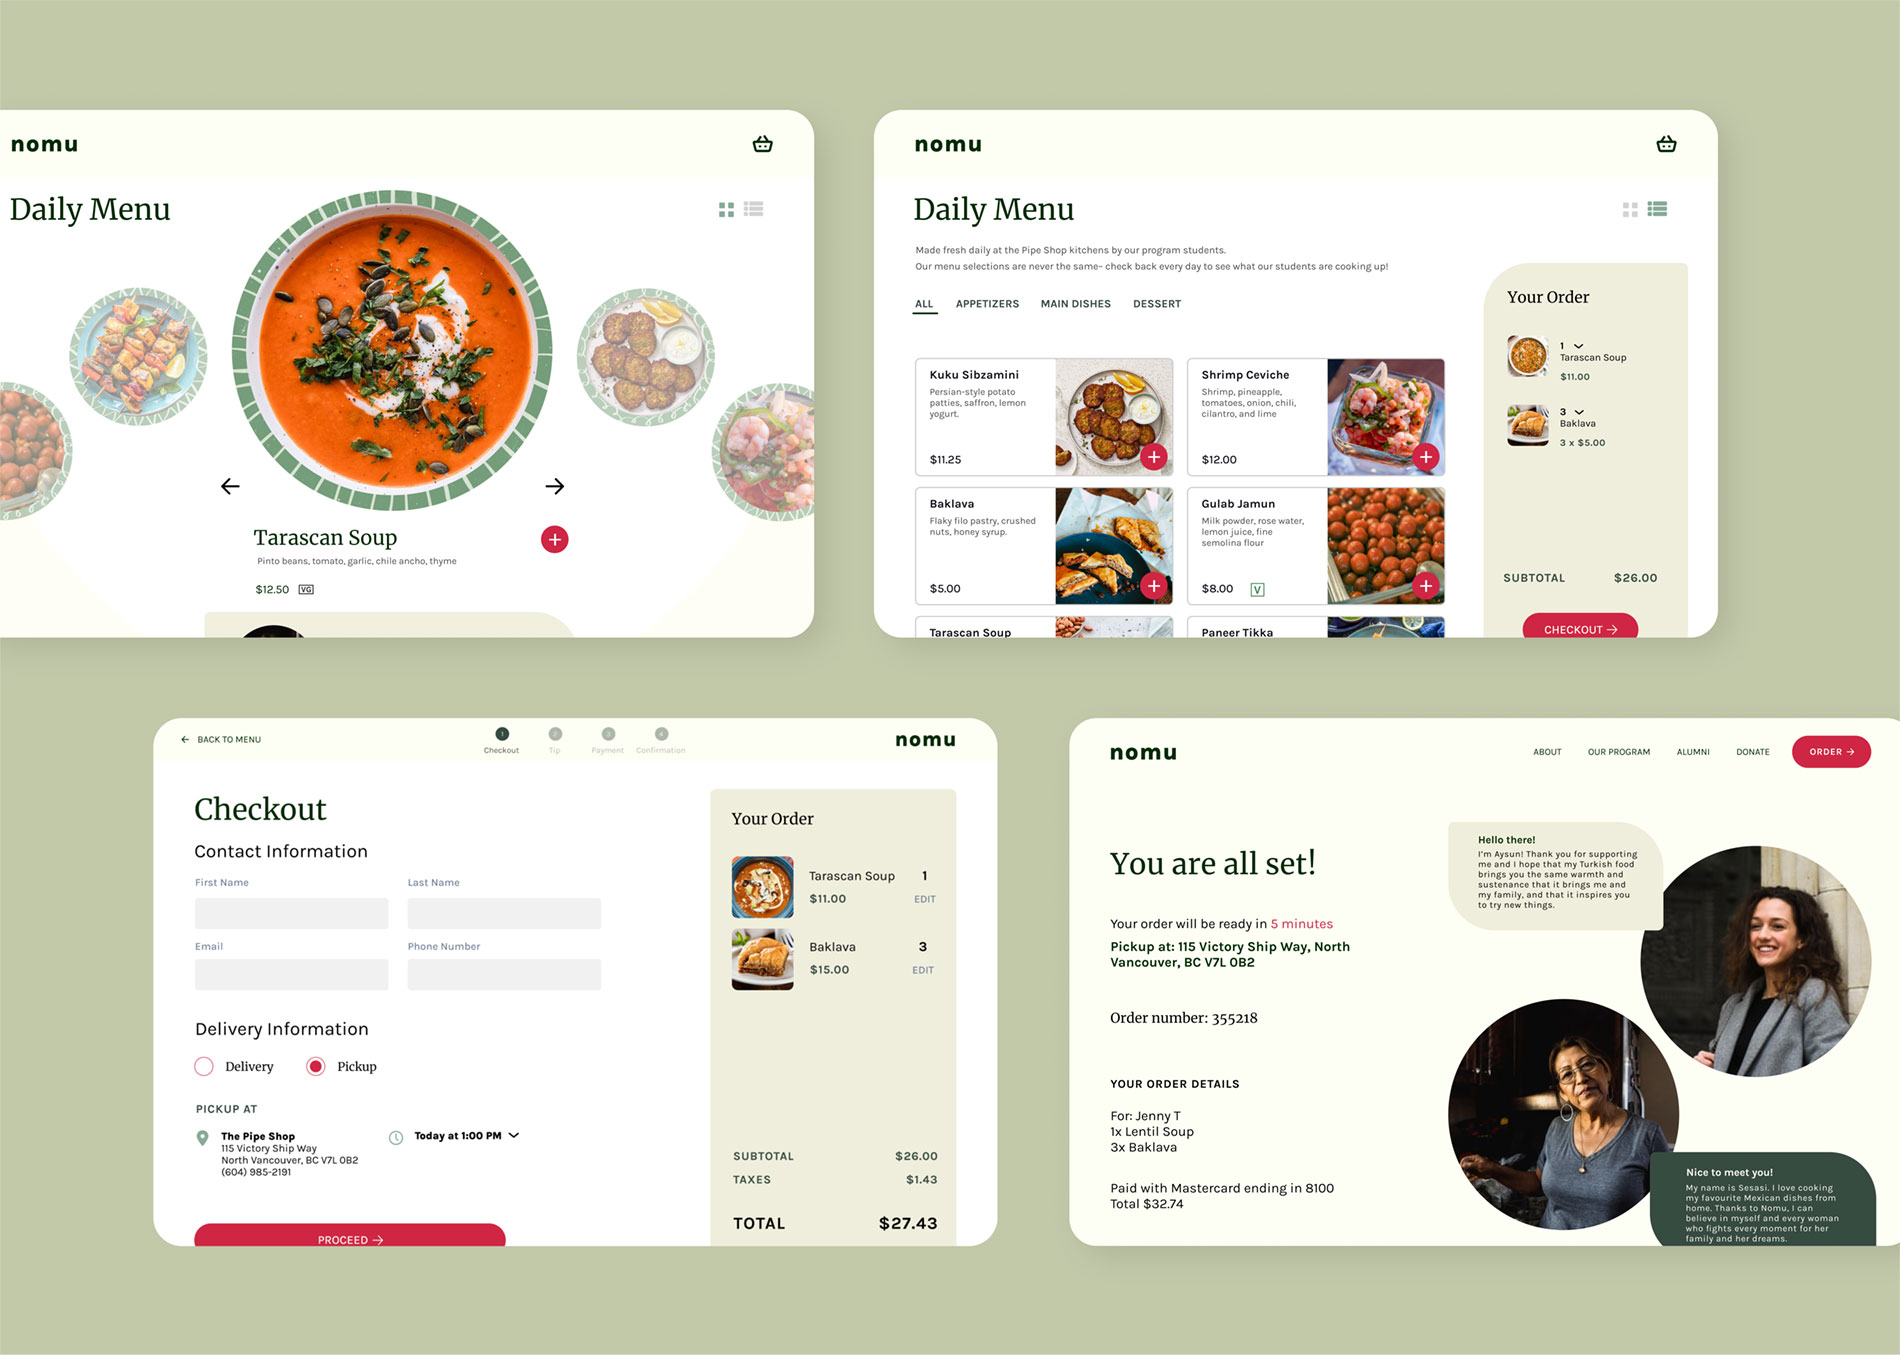 nomu
Daily Menu
Tarascan Soup
Pinto beans, tomato, garlic, chile ancho, thyme
$12.50 VG
nomu
Daily Menu
Made fresh daily at the Pipe Shop kitchens by our program students.
Our menu selections are never the same– check back every day to see what our students are cooking up!
ALL APPETIZERS MAIN DISHES DESSERT
Kuku Sibzamini
Persian-style potato
patties, saffron, lemon
yogurt.
$11.25
Shrimp Ceviche
Shrimp, pineapple,
tomatoes, onion, chili,
cilantro, and lime
$12.00
Baklava
Flaky filo pastry, crushed
nuts, honey syrup.
$5.00
Gulab Jamun
Milk powder, rose water,
lemon juice, fine
semolina flour
$8.00 V
Tarascan Soup
Paneer Tikka
Your Order
1
Tarascan Soup
$11.00
3
Baklava
3 x $5.00
SUBTOTAL $26.00
CHECKOUT →
← BACK TO MENU
1 2 3 4
Checkout Tip Payment Confirmation
nomu
Checkout
Contact Information
First Name Last Name
Email Phone Number
Delivery Information
Delivery Pickup
PICKUP AT
The Pipe Shop
115 Victory Ship Way
North Vancouver, BC V7L 0B2
(604) 985-2191
Today at 1:00 PM
PROCEED →
Your Order
Tarascan Soup 1
$11.00 EDIT
Baklava 3
$15.00 EDIT
SUBTOTAL $26.00
TAXES $1.43
TOTAL $27.43
nomu
ABOUT OUR PROGRAM ALUMNI DONATE ORDER →
You are all set!
Your order will be ready in 5 minutes
Pickup at: 115 Victory Ship Way, North
Vancouver, BC V7L 0B2
Order number: 355218
YOUR ORDER DETAILS
For: Jenny T
1x Lentil Soup
3x Baklava
Paid with Mastercard ending in 8100
Total $32.74
Hello there!
I'm Aysun! Thank you for supporting
me and I hope that my Turkish food
brings you the same warmth and
sustenance that it brings me and
my family, and that it inspires you
to try new things.
Nice to meet you!
My name is Sesasi. I love cooking
my favourite Mexican dishes from
home. Thanks to Nomu, I can
believe in myself and every woman
who fights every moment for her
family and her dreams.